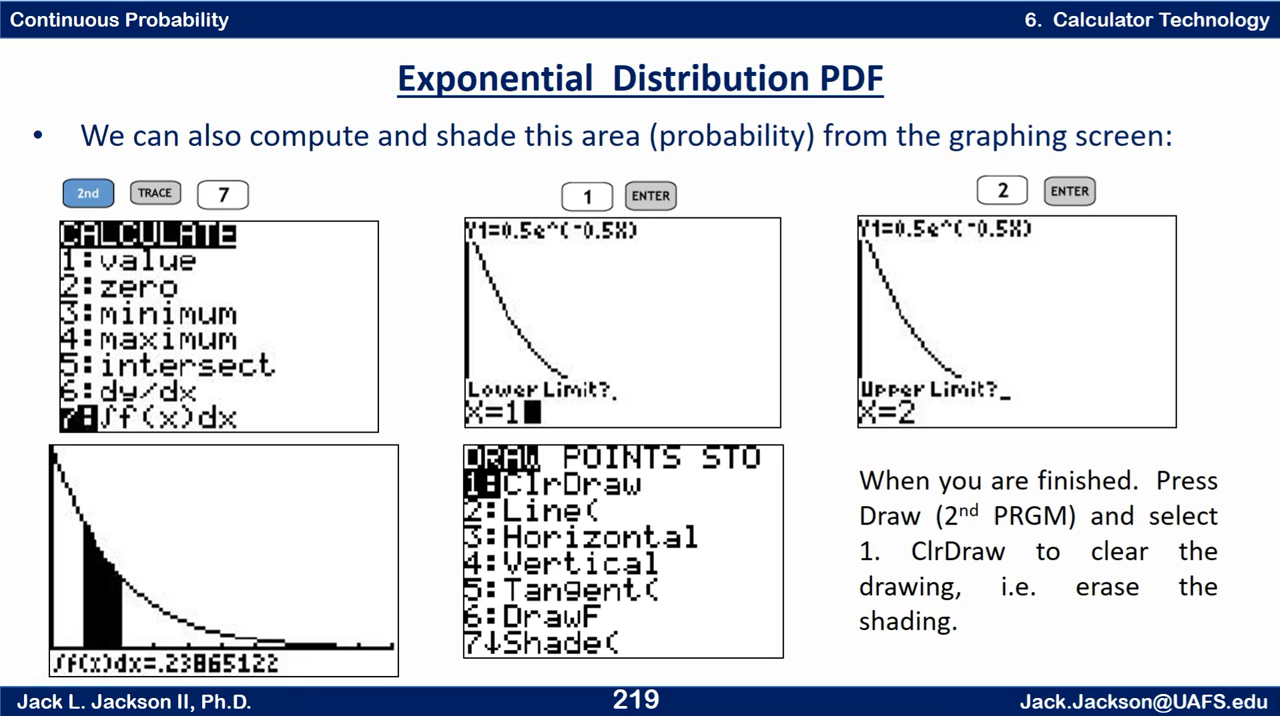 Continuous Probability
6. Calculator Technology
Exponential Distribution PDF
• We can also compute and shade this area (probability) from the graphing screen:
2nd TRACE 7
CALCULATE
1:value
2:zero
3:minimum
4:maximum
5:intersect
6:dy/dx
7:∫f(x)dx
1 ENTER
Y1=0.5e^(-0.5X)
Lower Limit?
X=1
2 ENTER
Y1=0.5e^(-0.5X)
Upper Limit?
X=2
∫f(x)dx=.23865122
DRAW POINTS STO
1:ClrDraw
2:Line(
3:Horizontal
4:Vertical
5:Tangent(
6:DrawF
7↓Shade(
When you are finished. Press
Draw (2nd PRGM) and select
1. ClrDraw to clear the
drawing, i.e. erase the
shading.
Jack L. Jackson II, Ph.D.
219
Jack.Jackson@UAFS.edu